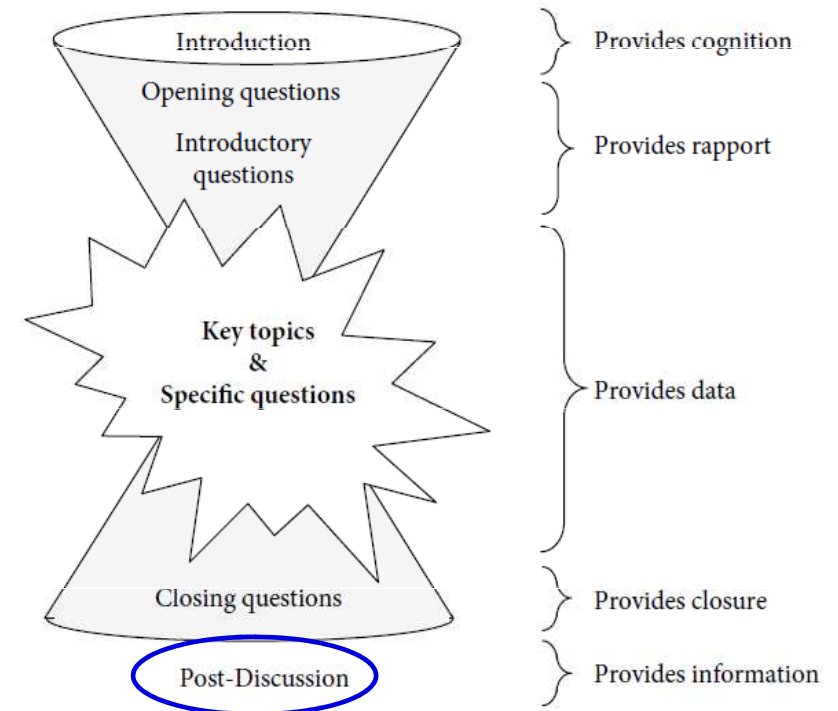 Introduction
Provides cognition
Opening questions
Introductory
questions
Provides rapport
Key topics
&
Specific questions
Provides data
Closing questions
Provides closure
Post-Discussion
Provides information